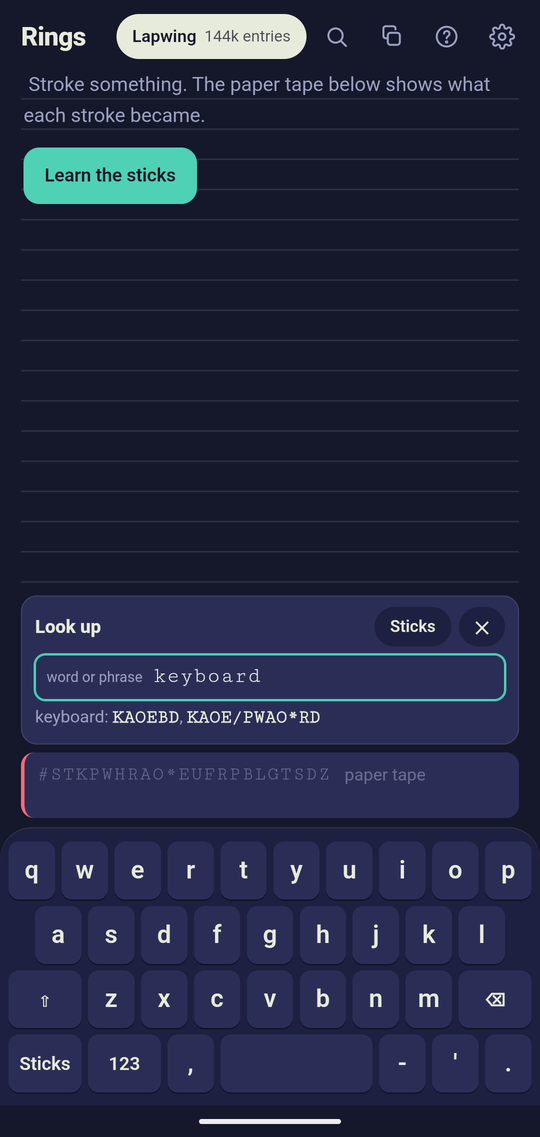 Rings Lapwing 144k entries
Stroke something. The paper tape below shows what
each stroke became.
Learn the sticks
Look up Sticks ×
word or phrase keyboard
keyboard: KAOEBD, KAOE/PWAO*RD
#STKPWHRAO*EUFRPBLGTSDZ paper tape
q w e r t y u i o p
a s d f g h j k l
⇧ z x c v b n m ⌫
Sticks 123 , - ' .